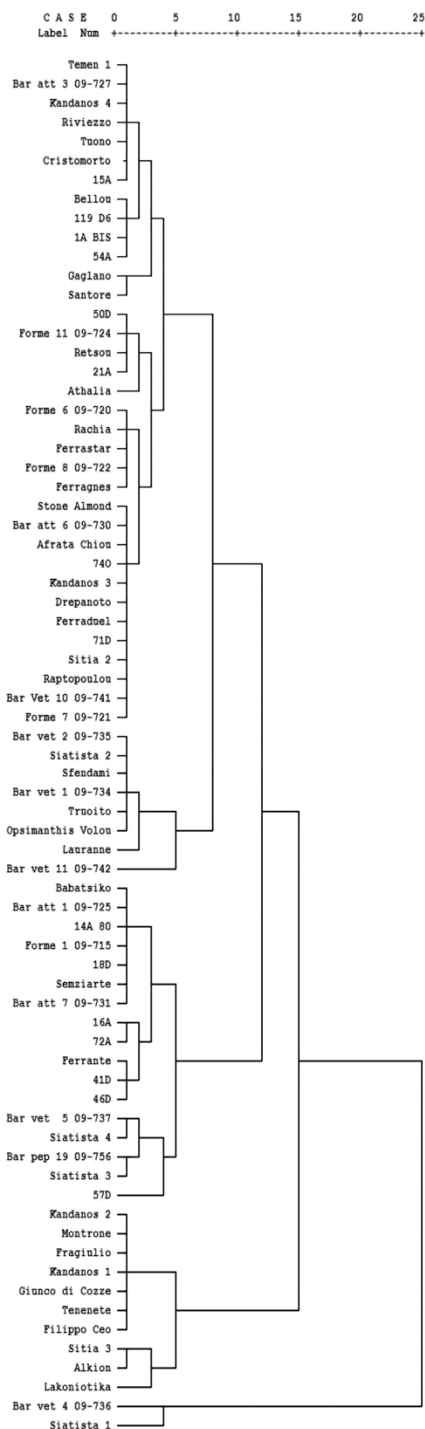 C A S E 0 5 10 15 20 25
Label Num
Temen 1
Bar att 3 09-727
Kandanos 4
Riviezzo
Tuono
Cristomorto
15A
Bellou
119 D6
1A BIS
54A
Gaglano
Santore
50D
Forme 11 09-724
Retsou
21A
Athalia
Forme 6 09-720
Rachia
Ferrastar
Forme 8 09-722
Ferragnes
Stone Almond
Bar att 6 09-730
Afrata Chiou
740
Kandanos 3
Drepanoto
Ferraduel
71D
Sitia 2
Raptopoulou
Bar Vet 10 09-741
Forme 7 09-721
Bar vet 2 09-735
Siatista 2
Sfendami
Bar vet 1 09-734
Truoito
Opsimanthis Volou
Lauranne
Bar vet 11 09-742
Babatsiko
Bar att 1 09-725
14A 80
Forme 1 09-715
18D
Semziarte
Bar att 7 09-731
16A
72A
Ferrante
41D
46D
Bar vet 5 09-737
Siatista 4
Bar pep 19 09-756
Siatista 3
57D
Kandanos 2
Montrone
Fragiulio
Kandanos 1
Giunco di Cozze
Tenenete
Filippo Ceo
Sitia 3
Alkion
Lakoniotika
Bar vet 4 09-736
Siatista 1